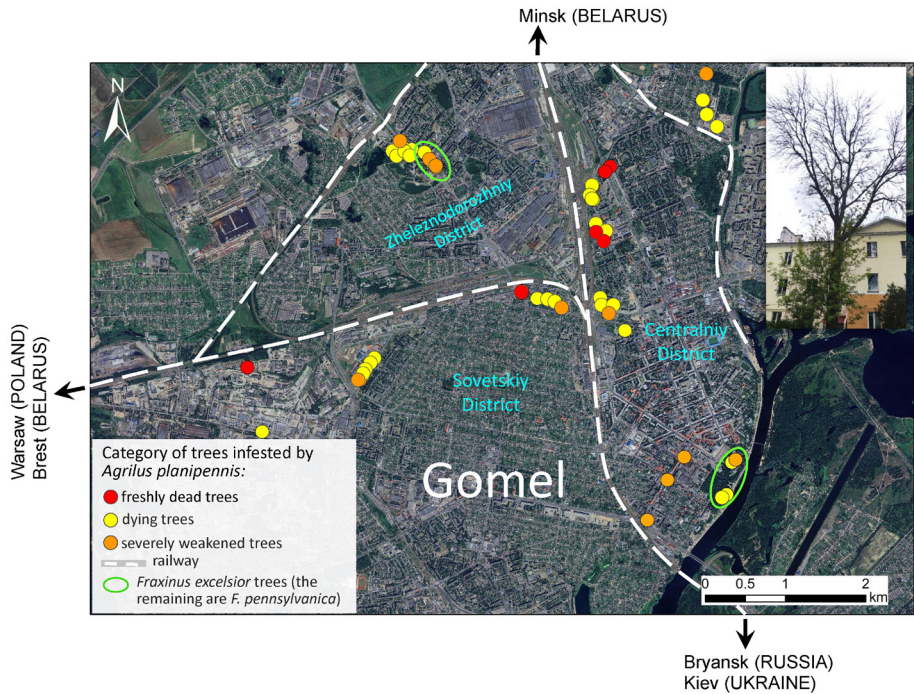 Minsk (BELARUS)
N
Zheleznodorozhniy
District
Centralniy
District
Sovetskiy
District
Warsaw (POLAND)
Brest (BELARUS)
Gomel
Category of trees infested by
Agrilus planipennis:
freshly dead trees
dying trees
severely weakened trees
railway
Fraxinus excelsior trees (the
remaining are F. pennsylvanica)
0 0.5 1 2
km
Bryansk (RUSSIA)
Kiev (UKRAINE)